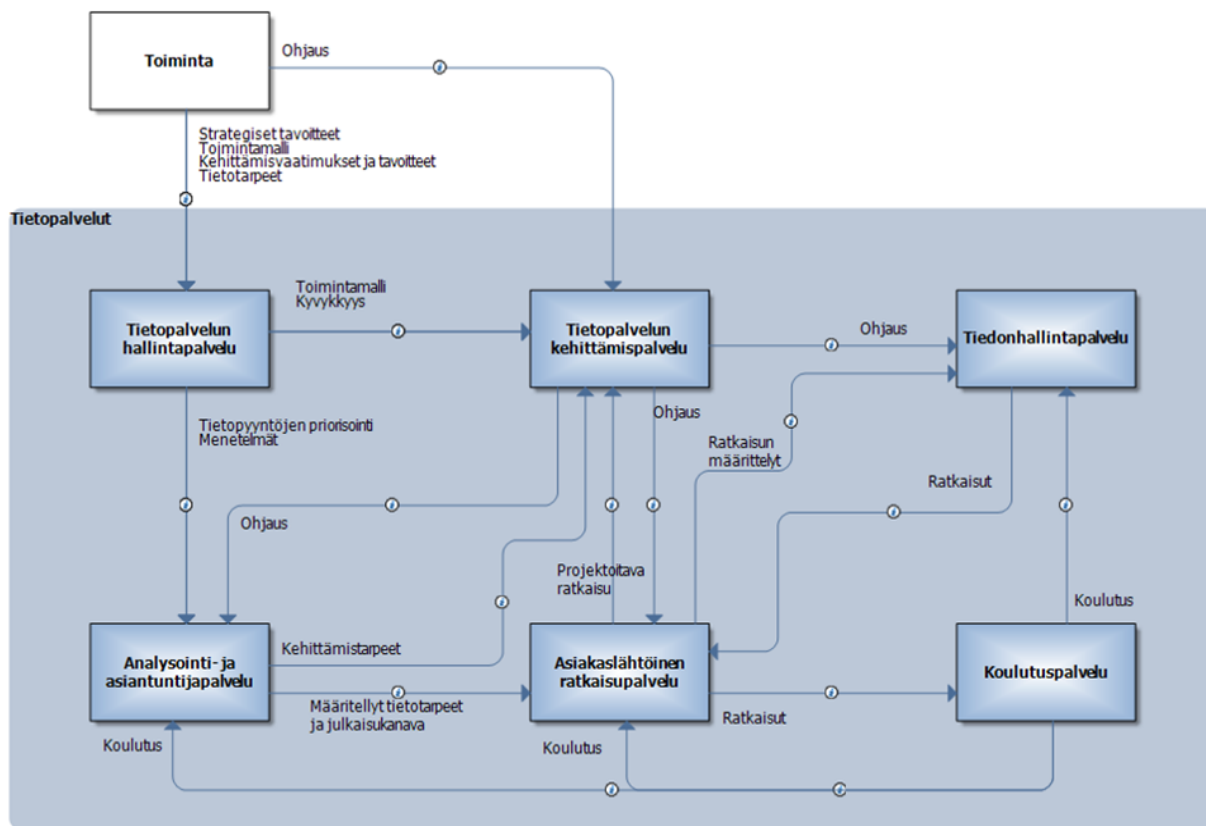 Toiminta
Ohjaus
Strategiset tavoitteet
Toimintamalli
Kehittämisvaatimukset ja tavoitteet
Tietotarpeet
Tietopalvelut
Tietopalvelun
hallintapalvelu
Toimintamalli
Kyvykkyys
Tietopalvelun
kehittämispalvelu
Ohjaus
Tiedonhallintapalvelu
Tietopyyntöjen priorisointi
Menetelmät
Ohjaus
Ratkaisun
määrittelyt
Ratkaisut
Ohjaus
Projektoitava
ratkaisu
Koulutus
Analysointi- ja
asiantuntijapalvelu
Kehittämistarpeet
Asiakaslähtöinen
ratkaisupalvelu
Koulutuspalvelu
Määritellyt tietotarpeet
ja julkaisukanava
Ratkaisut
Koulutus
Koulutus